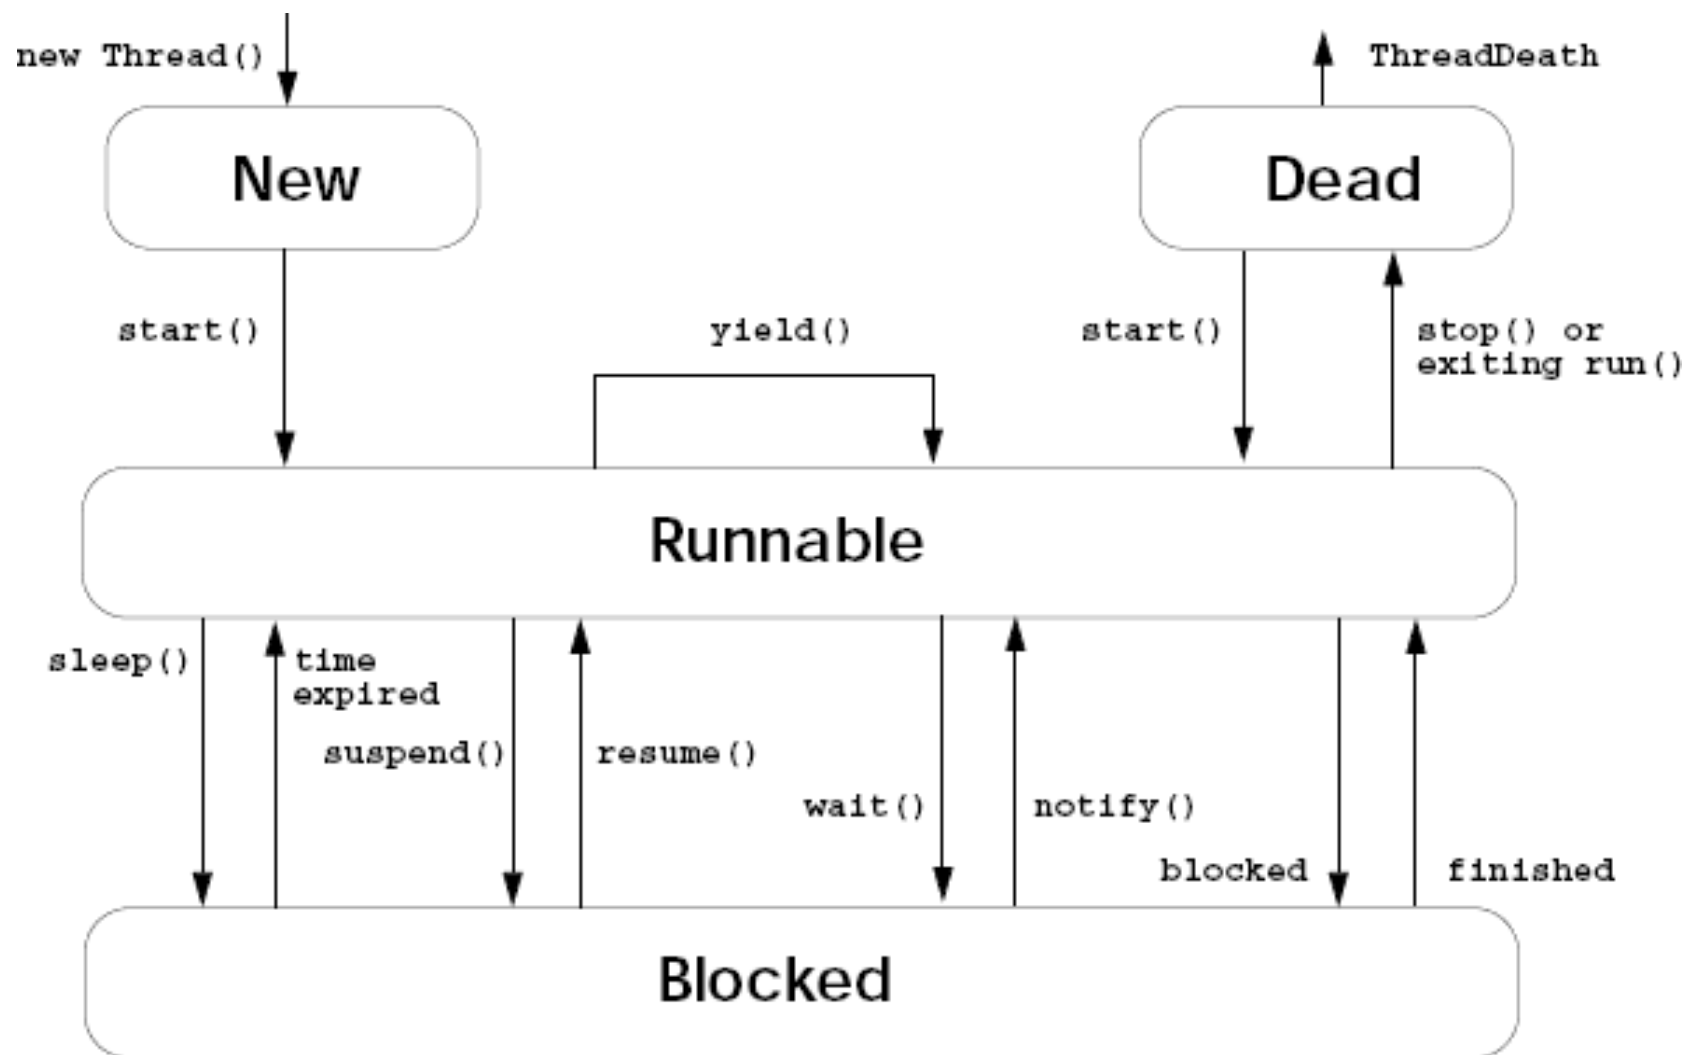 new Thread()
ThreadDeath
New
Dead
start()
yield()
start()
stop() or
exiting run()
Runnable
sleep()
time
expired
suspend()
resume()
wait()
notify()
blocked
finished
Blocked